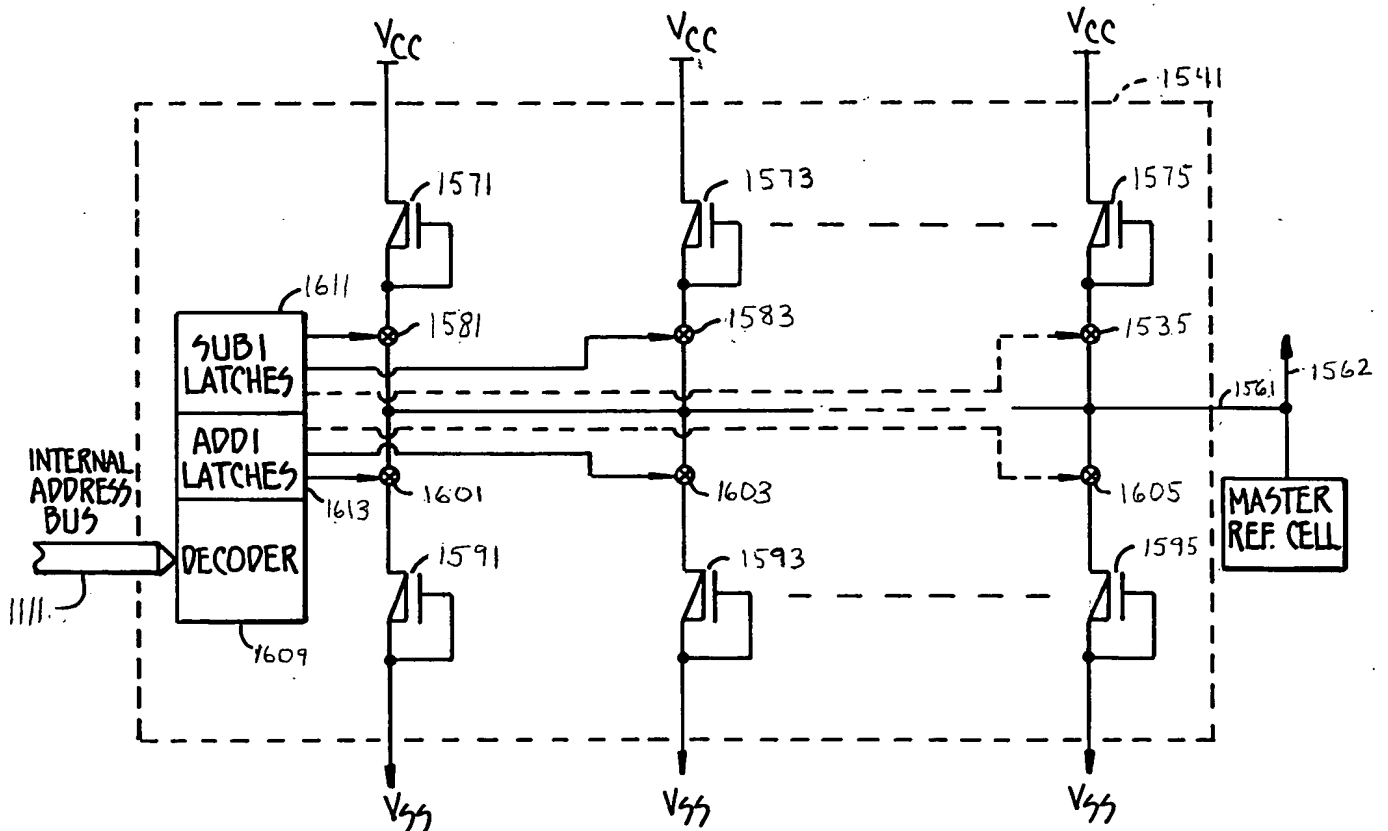 VCC
VCC
VCC
1541
1571
1573
1575
1611
1581
1583
1535
SUB1
LATCHES
1562
1561
ADD1
LATCHES
INTERNAL
ADDRESS
BUS
1613
1601
1603
1605
MASTER
REF. CELL
DECODER
1591
1593
1595
1111
1609
VSS
VSS
VSS